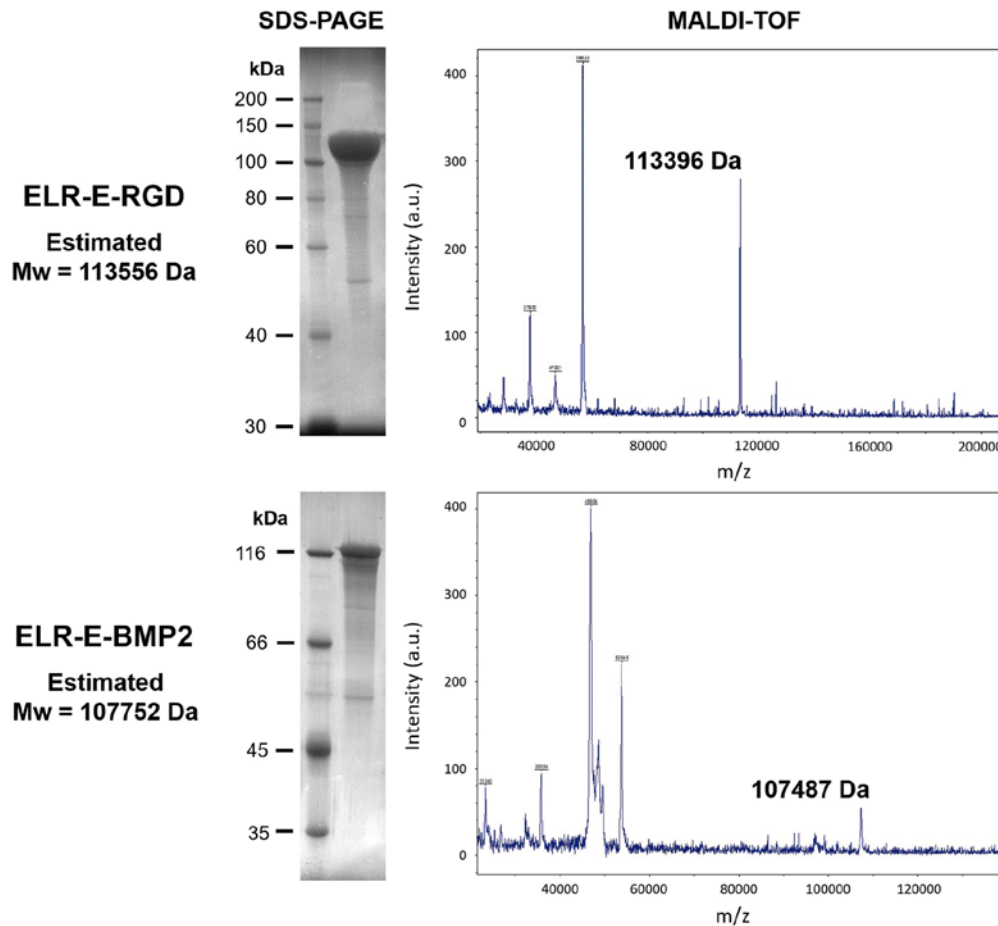 SDS-PAGE
MALDI-TOF
kDa
200
150
100
80
60
40
30
ELR-E-RGD
Estimated
Mw = 113556 Da
Intensity (a.u.)
400
300
200
100
0
113396 Da
40000 80000 120000 160000 200000
m/z
kDa
116
66
45
35
ELR-E-BMP2
Estimated
Mw = 107752 Da
Intensity (a.u.)
400
300
200
100
0
107487 Da
40000 60000 80000 100000 120000
m/z